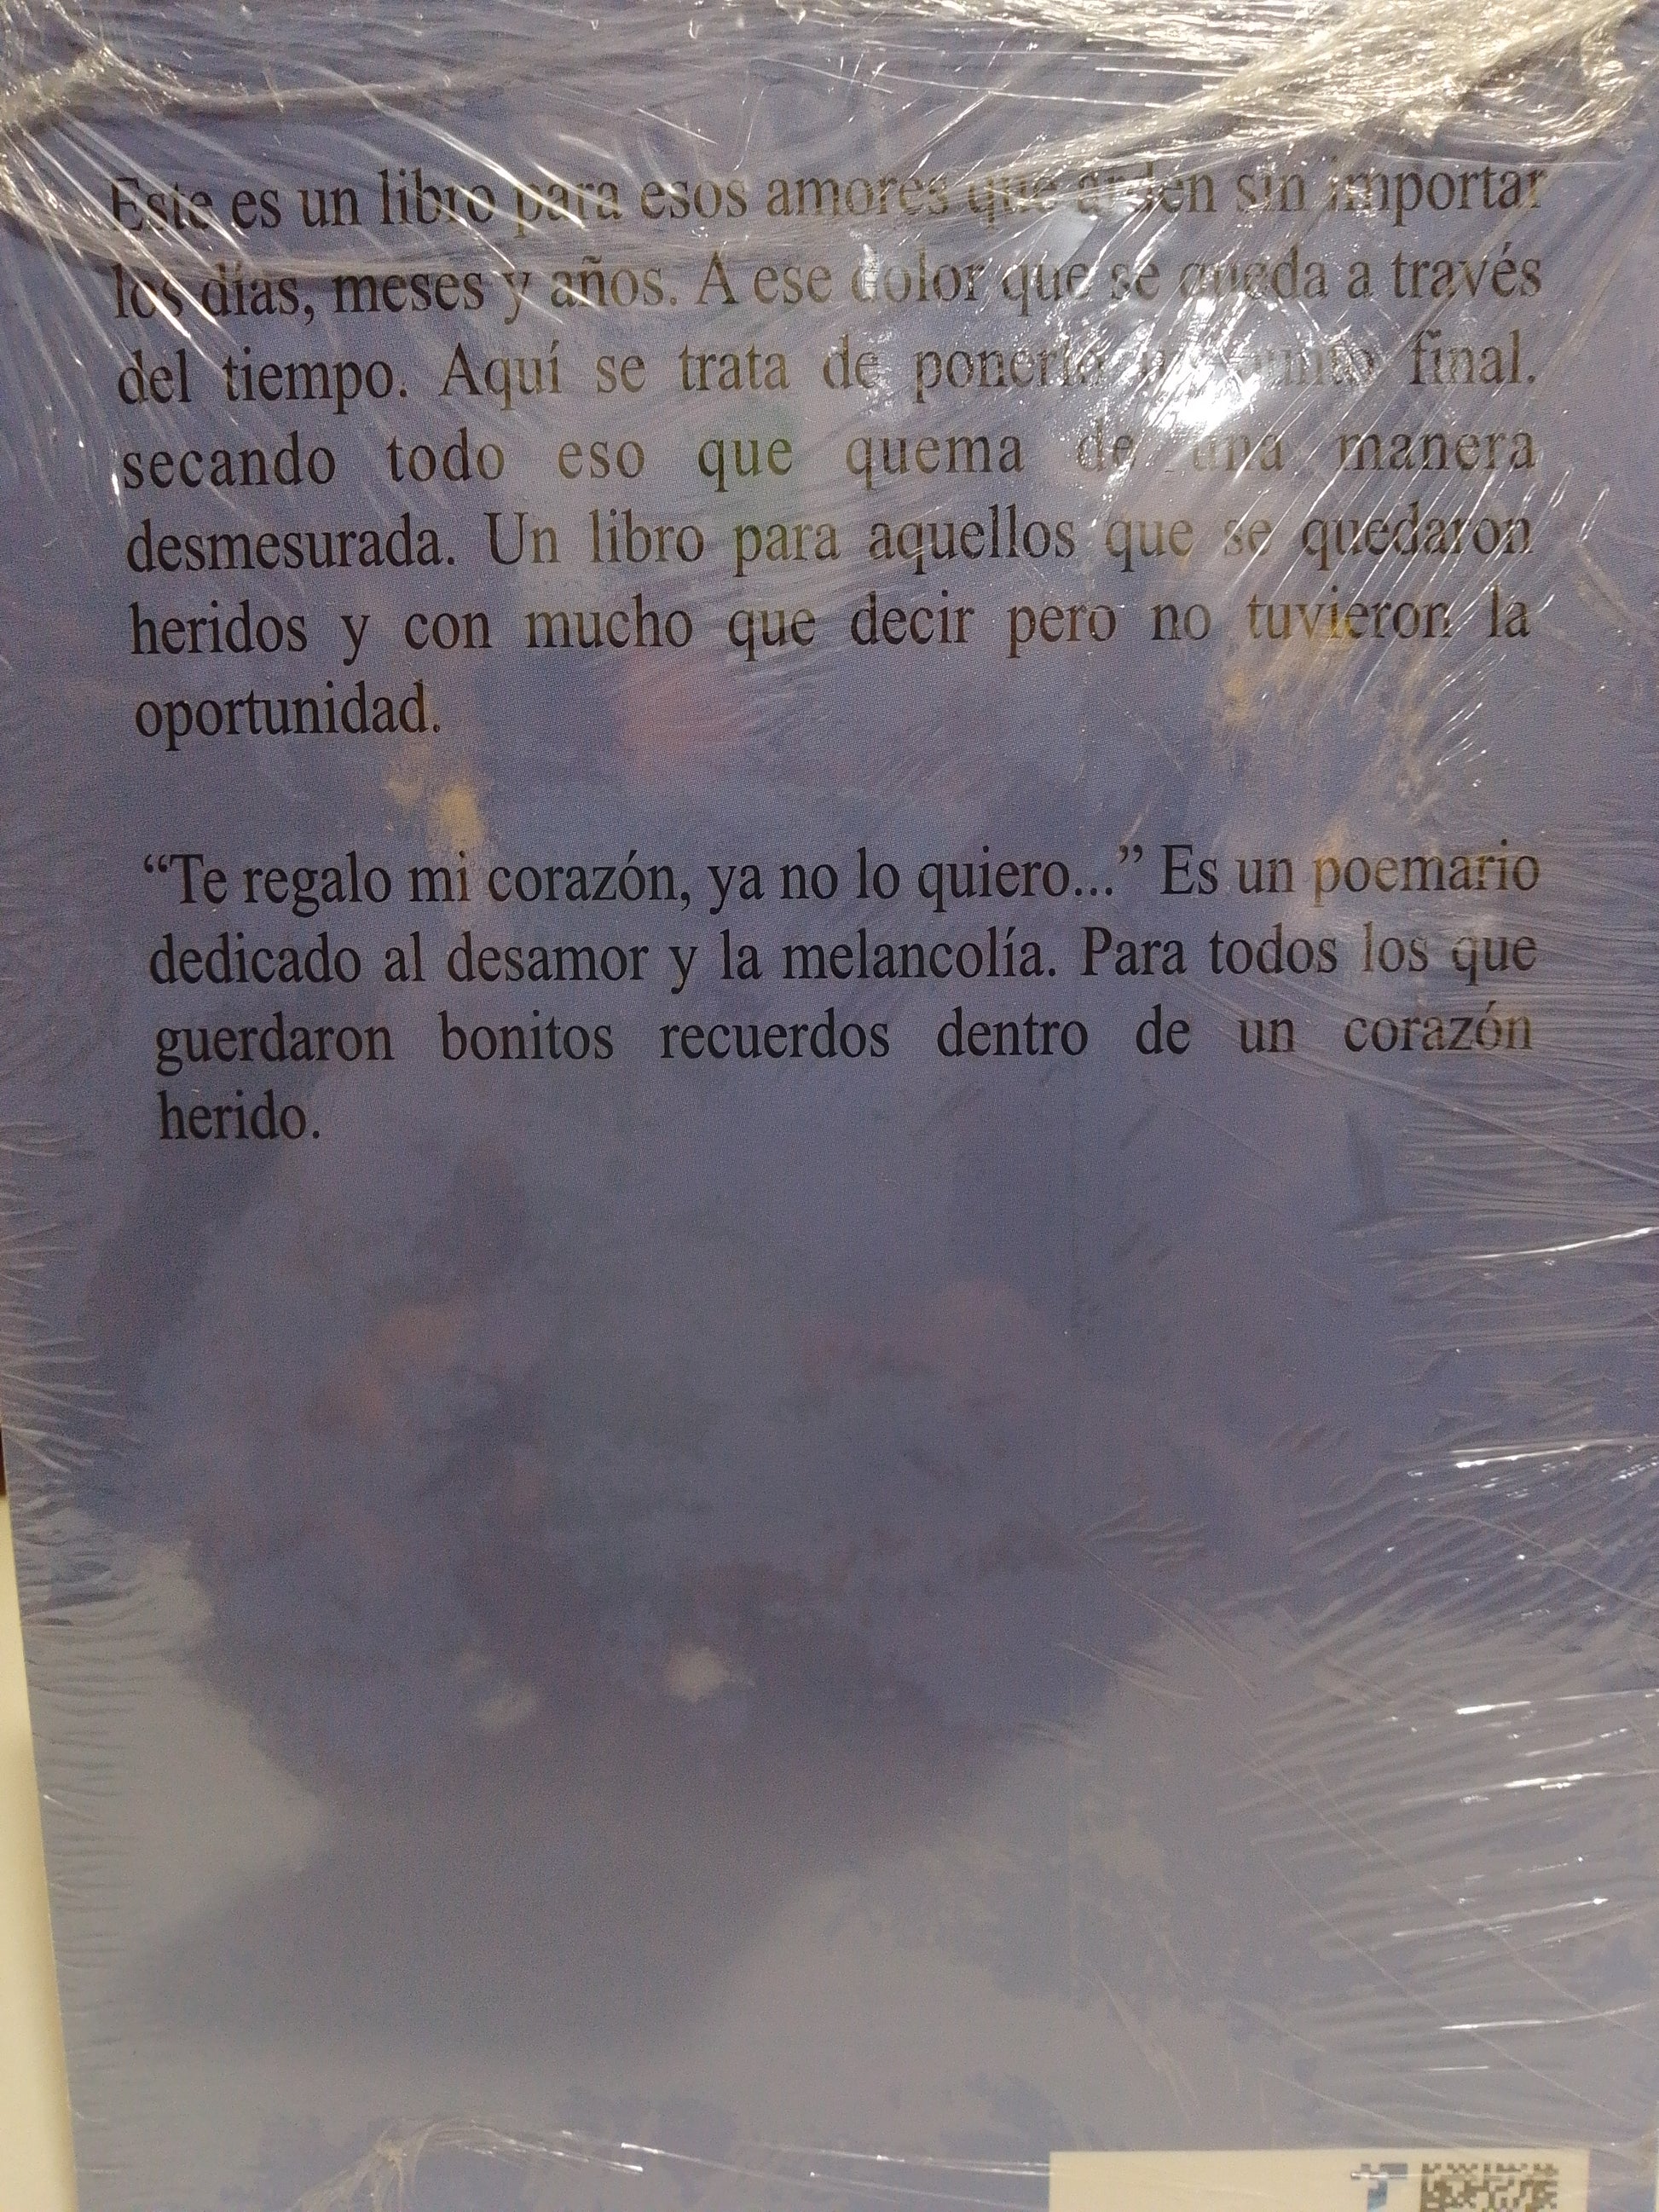 Este es un libro para esos amores que arden sin importar
los días, meses y años. A ese dolor que se queda a través
del tiempo. Aquí se trata de ponerle un punto final.
secando todo eso que quema de una manera
desmesurada. Un libro para aquellos que se quedaron
heridos y con mucho que decir pero no tuvieron la
oportunidad.
“Te regalo mi corazón, ya no lo quiero...” Es un poemario
dedicado al desamor y la melancolía. Para todos los que
guerdaron bonitos recuerdos dentro de un corazón
herido.